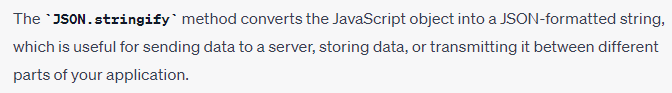 The `JSON.stringify` method converts the JavaScript object into a JSON-formatted string,
which is useful for sending data to a server, storing data, or transmitting it between different
parts of your application.